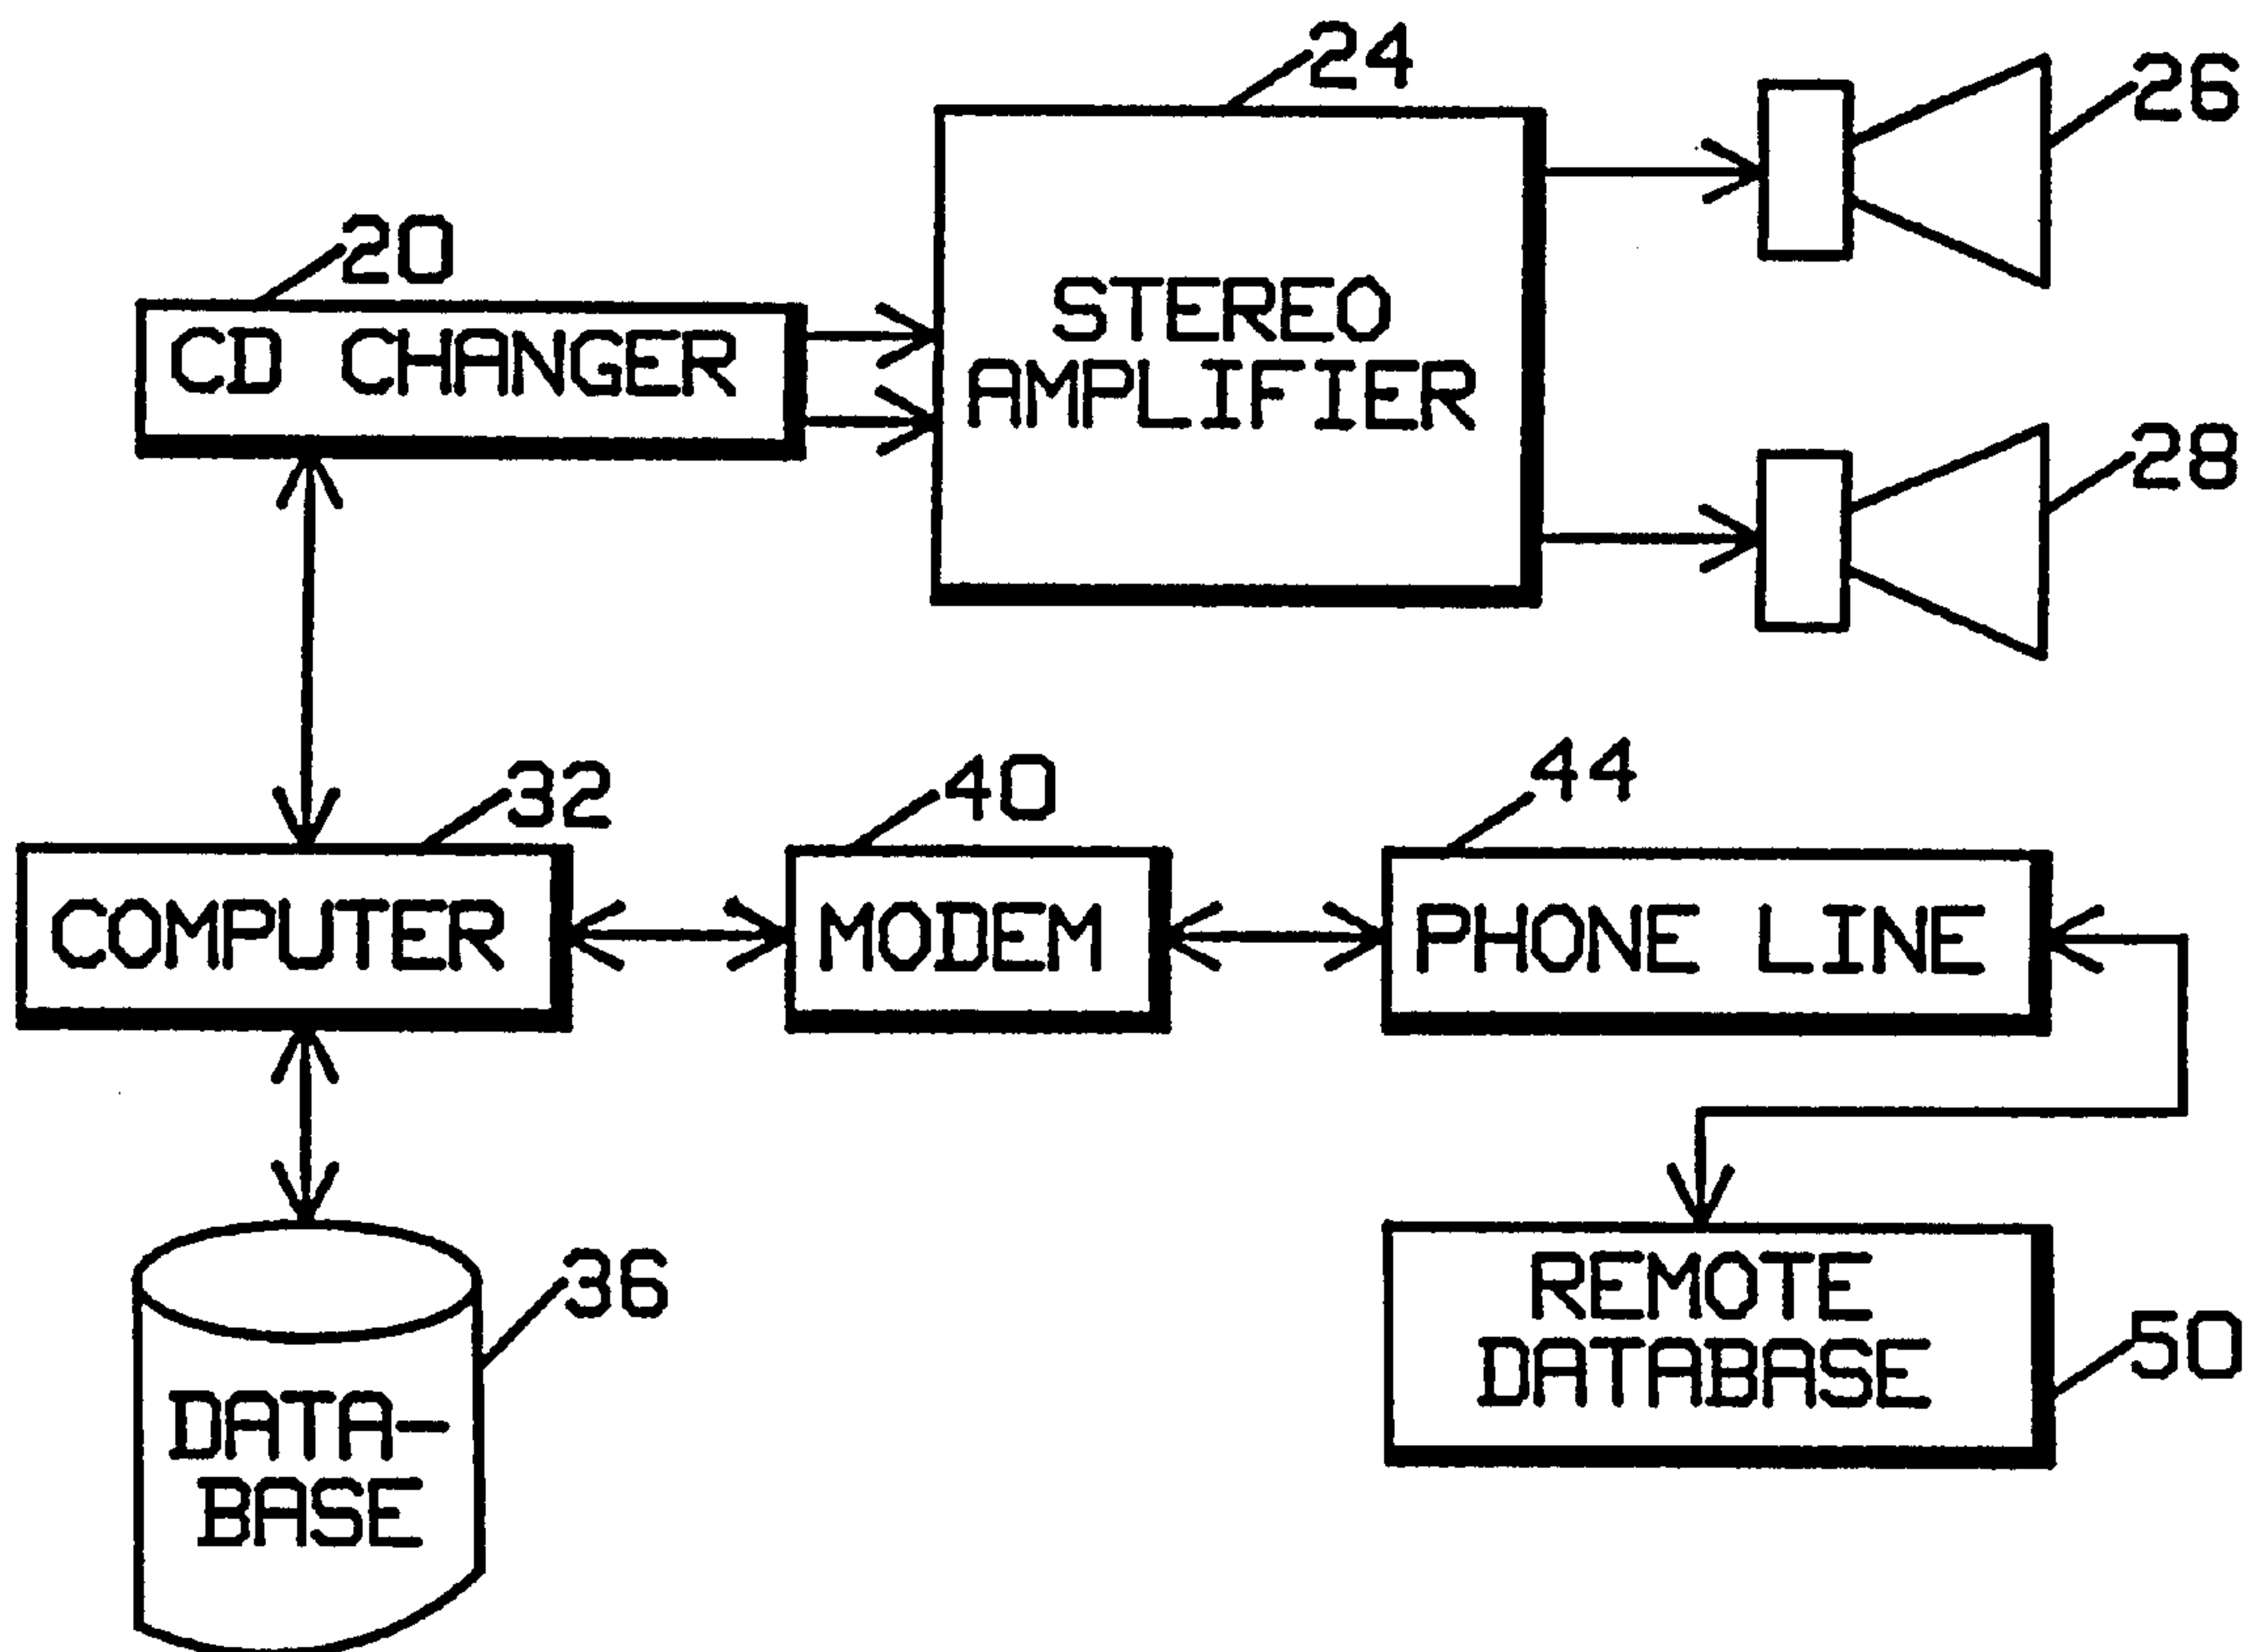 24
26
20
STEREO
AMPLIFIER
CD CHANGER
28
32
40
44
COMPUTER
MODEM
PHONE LINE
36
REMOTE
DATABASE
50
DATA-
BASE